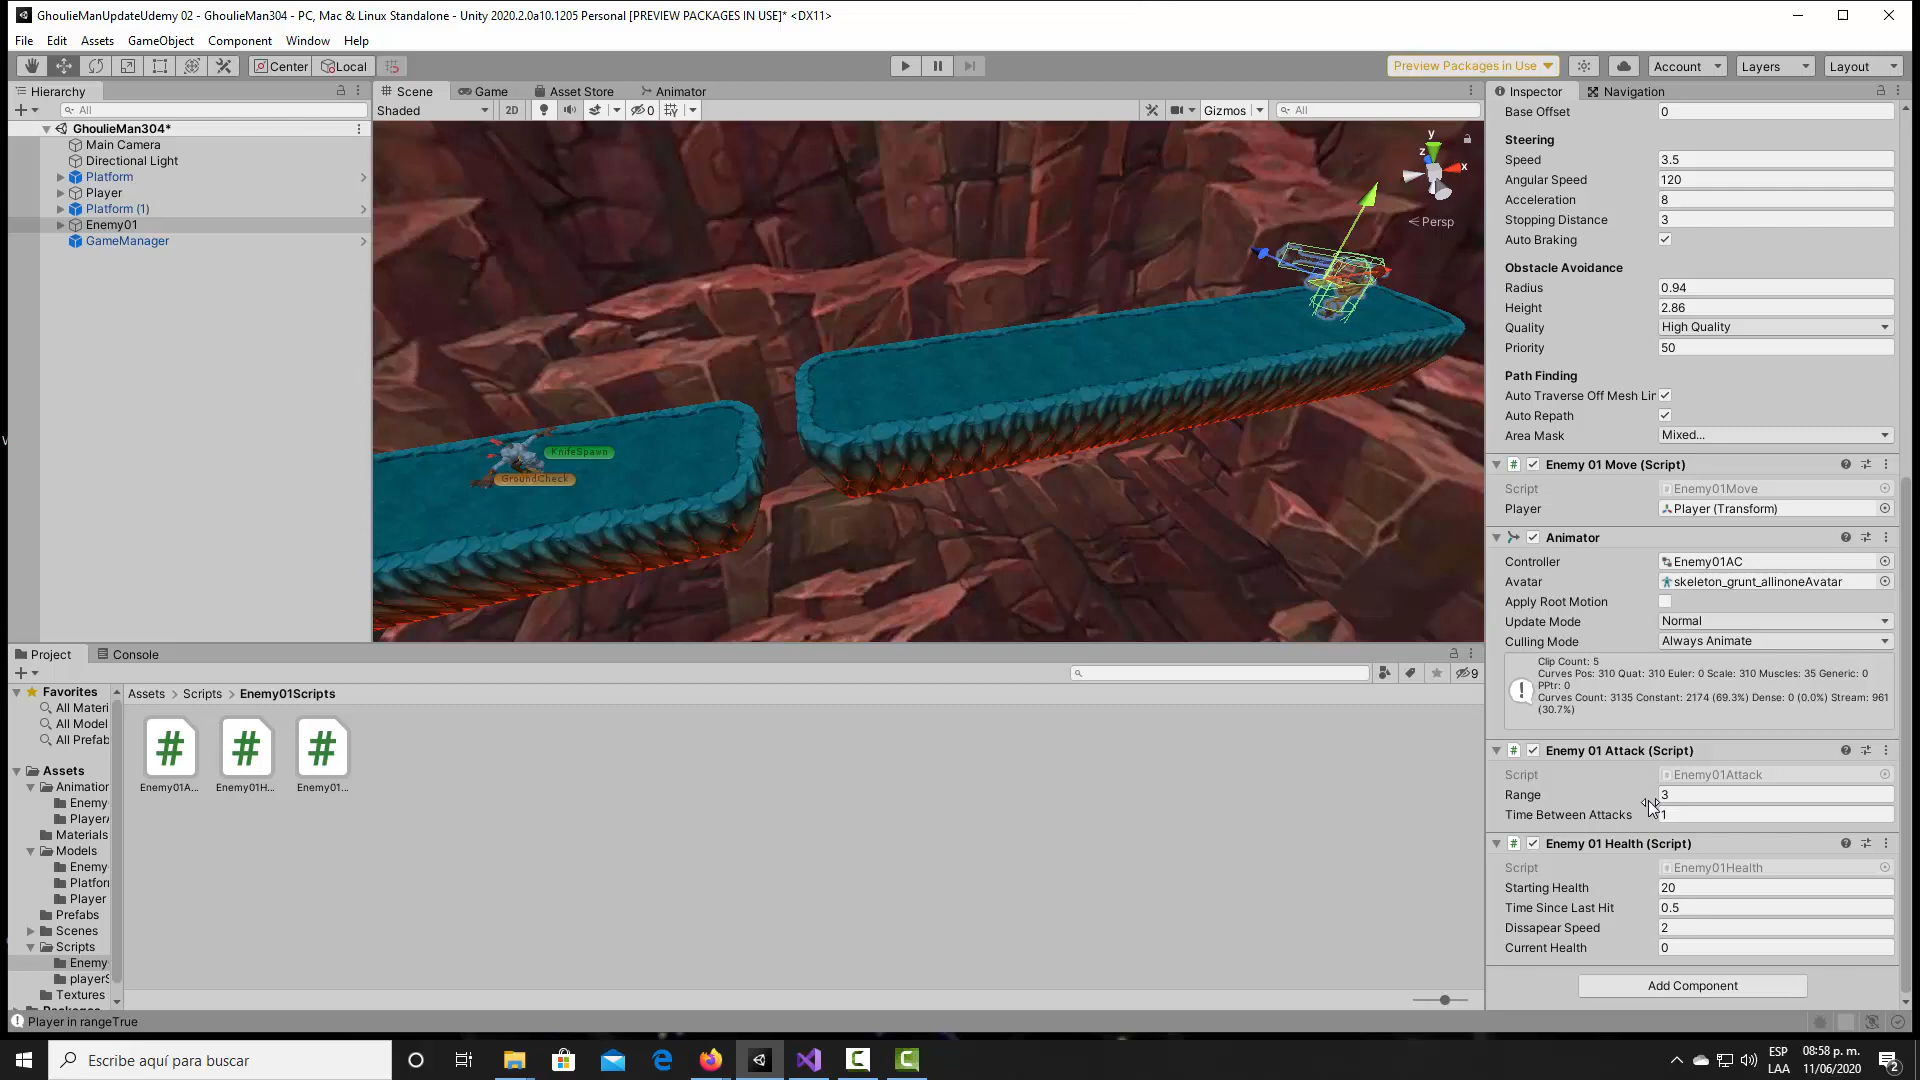 GhoulieManUpdateUdemy 02 - GhoulieMan304 - PC, Mac & Linux Standalone - Unity 2020.2.0a10.1205 Personal [PREVIEW PACKAGES IN USE]* <DX11>
File Edit Assets GameObject Component Window Help
Center Local Preview Packages in Use Account Layers Layout
Hierarchy
All
GhoulieMan304*
Main Camera
Directional Light
Platform
Player
Platform (1)
Enemy01
GameManager
Scene Game Asset Store Animator
Shaded 2D 0 Gizmos All
y
z
x
Persp
KnifeSpawn
GroundCheck
Inspector Navigation
Base Offset 0
Steering
Speed 3.5
Angular Speed 120
Acceleration 8
Stopping Distance 3
Auto Braking
Obstacle Avoidance
Radius 0.94
Height 2.86
Quality High Quality
Priority 50
Path Finding
Auto Traverse Off Mesh Lin
Auto Repath
Area Mask Mixed...
Enemy 01 Move (Script)
Script Enemy01Move
Player Player (Transform)
Animator
Controller Enemy01AC
Avatar skeleton_grunt_allinoneAvatar
Apply Root Motion
Update Mode Normal
Culling Mode Always Animate
Clip Count: 5
Curves Pos: 310 Quat: 310 Euler: 0 Scale: 310 Muscles: 35 Generic: 0
PPtr: 0
Curves Count: 3135 Constant: 2174 (69.3%) Dense: 0 (0.0%) Stream: 961
(30.7%)
Enemy 01 Attack (Script)
Script Enemy01Attack
Range 3
Time Between Attacks 1
Enemy 01 Health (Script)
Script Enemy01Health
Starting Health 20
Time Since Last Hit 0.5
Dissapear Speed 2
Current Health 0
Add Component
Project Console
9
Favorites
All Materi
All Model
All Prefab
Assets
Animation
Enemy
PlayerA
Materials
Models
Enemy
Platfor
Player
Prefabs
Scenes
Scripts
Enemy
playerS
Textures
Assets > Scripts > Enemy01Scripts
Enemy01A... Enemy01H... Enemy01...
Player in rangeTrue
Escribe aquí para buscar
ESP
LAA
08:58 p. m.
11/06/2020
2